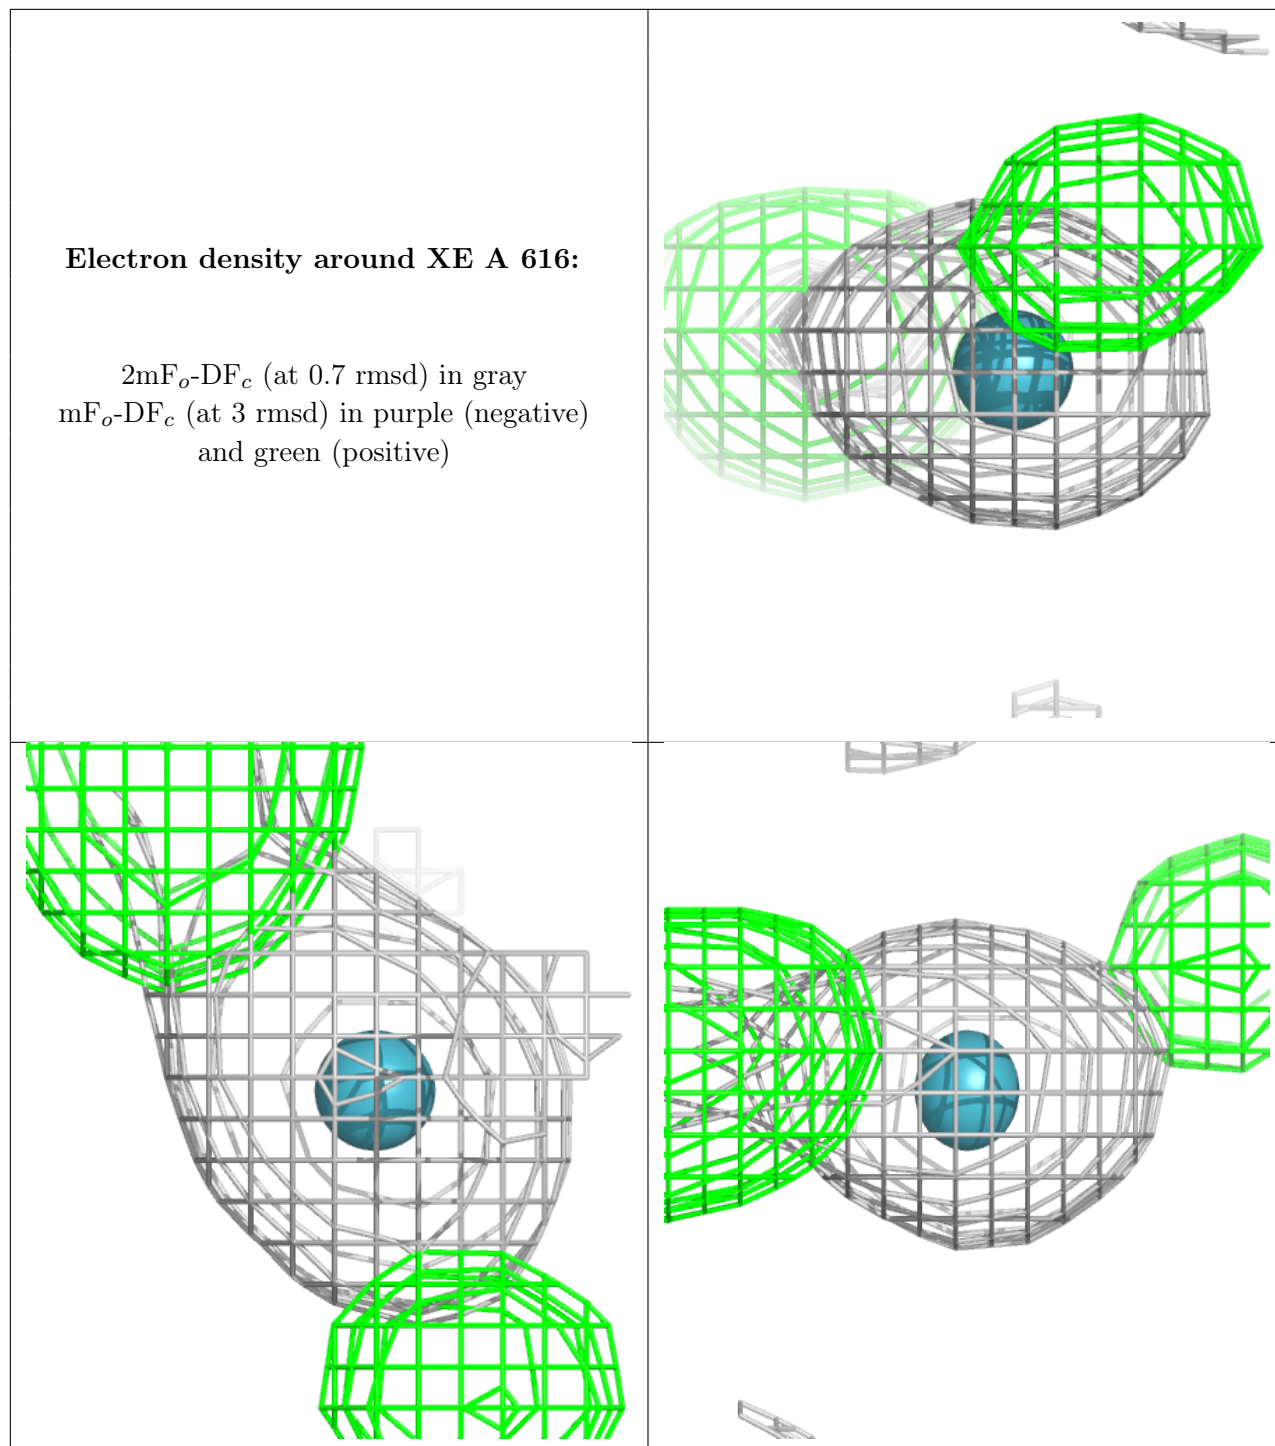 Electron density around XE A 616:
2mFo-DFc (at 0.7 rmsd) in gray
mFo-DFc (at 3 rmsd) in purple (negative)
and green (positive)